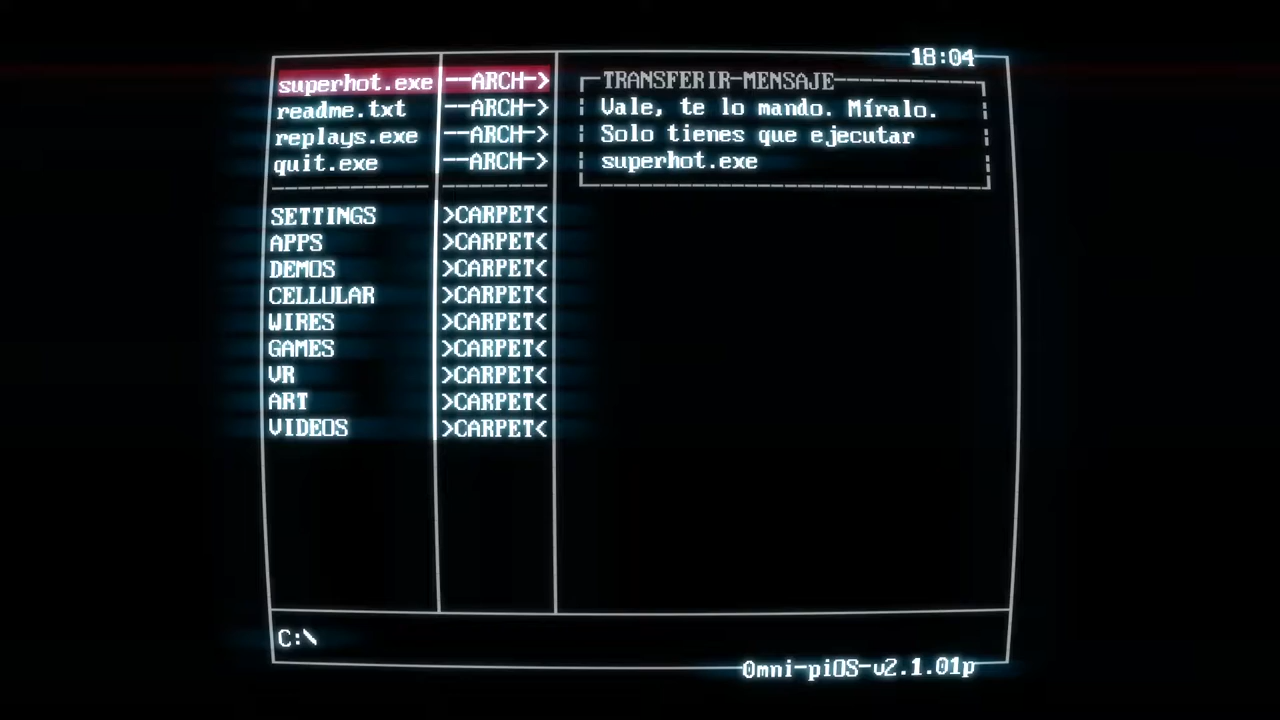 18:04
superhot.exe --ARCH->
readme.txt --ARCH->
replays.exe --ARCH->
quit.exe --ARCH->
SETTINGS >CARPET<
APPS >CARPET<
DEMOS >CARPET<
CELLULAR >CARPET<
WIRES >CARPET<
GAMES >CARPET<
VR >CARPET<
ART >CARPET<
VIDEOS >CARPET<
TRANSFERIR-MENSAJE
Vale, te lo mando. Míralo.
Solo tienes que ejecutar
superhot.exe
C:\
0mni-piOS-v2.1.01p